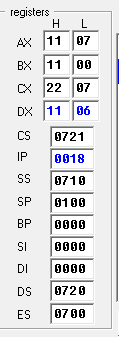 registers
H L
AX 11 07
BX 11 00
CX 22 07
DX 11 06
CS 0721
IP 0018
SS 0710
SP 0100
BP 0000
SI 0000
DI 0000
DS 0720
ES 0700